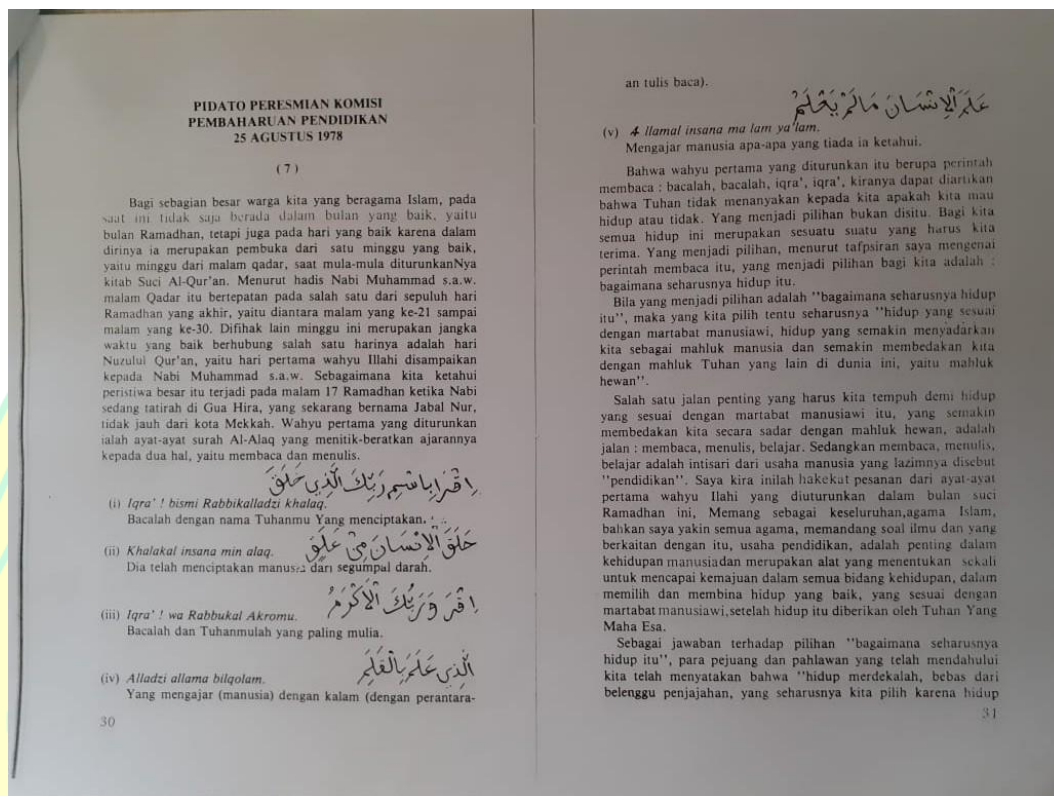 PIDATO PERESMIAN KOMISI
PEMBAHARUAN PENDIDIKAN
25 AGUSTUS 1978
( 7 )
Bagi sebagian besar warga kita yang beragama Islam, pada
saat ini tidak saja berada dalam bulan yang baik, yaitu
bulan Ramadhan, tetapi juga pada hari yang baik karena dalam
dirinya ia merupakan pembuka dari satu minggu yang baik,
yaitu minggu dari malam qadar, saat mula-mula diturunkanNya
kitab Suci Al-Qur'an. Menurut hadis Nabi Muhammad s.a.w.
malam Qadar itu bertepatan pada salah satu dari sepuluh hari
Ramadhan yang akhir, yaitu diantara malam yang ke-21 sampai
malam yang ke-30. Difihak lain minggu ini merupakan jangka
waktu yang baik berhubung salah satu harinya adalah hari
Nuzulul Qur'an, yaitu hari pertama wahyu Illahi disampaikan
kepada Nabi Muhammad s.a.w. Sebagaimana kita ketahui
peristiwa besar itu terjadi pada malam 17 Ramadhan ketika Nabi
sedang tatirah di Gua Hira, yang sekarang bernama Jabal Nur,
tidak jauh dari kota Mekkah. Wahyu pertama yang diturunkan
ialah ayat-ayat surah Al-Alaq yang menitik-beratkan ajarannya
kepada dua hal, yaitu membaca dan menulis.
اِقْرَاْ بِاسْمِ رَبِّكَ الَّذِي خَلَقَ
(i) Iqra' ! bismi Rabbikalladzi khalaq.
Bacalah dengan nama Tuhanmu Yang menciptakan.
خَلَقَ الْاِنْسَانَ مِنْ عَلَقٍ
(ii) Khalakal insana min alaq.
Dia telah menciptakan manusia dari segumpal darah.
اِقْرَ وَرَبُّكَ الْاَكْرَمُ
(iii) Iqra' ! wa Rabbukal Akromu.
Bacalah dan Tuhanmulah yang paling mulia.
الَّذِي عَلَّمَ بِالْقَلَمِ
(iv) Alladzi allama bilqolam.
Yang mengajar (manusia) dengan kalam (dengan perantara-
30
an tulis baca).
عَلَّمَ الْاِنْسَانَ مَالَمْ يَعْلَمْ
(v) llamal insana ma lam ya'lam.
Mengajar manusia apa-apa yang tiada ia ketahui.
Bahwa wahyu pertama yang diturunkan itu berupa perintah
membaca : bacalah, bacalah, iqra', iqra', kiranya dapat diartikan
bahwa Tuhan tidak menanyakan kepada kita apakah kita mau
hidup atau tidak. Yang menjadi pilihan bukan disitu. Bagi kita
semua hidup ini merupakan sesuatu suatu yang harus kita
terima. Yang menjadi pilihan, menurut tafpsiran saya mengenai
perintah membaca itu, yang menjadi pilihan bagi kita adalah :
bagaimana seharusnya hidup itu.
Bila yang menjadi pilihan adalah "bagaimana seharusnya hidup
itu", maka yang kita pilih tentu seharusnya "hidup yang sesuai
dengan martabat manusiawi, hidup yang semakin menyadarkan
kita sebagai mahluk manusia dan semakin membedakan kita
dengan mahluk Tuhan yang lain di dunia ini, yaitu mahluk
hewan".
Salah satu jalan penting yang harus kita tempuh demi hidup
yang sesuai dengan martabat manusiawi itu, yang semakin
membedakan kita secara sadar dengan mahluk hewan, adalah
jalan : membaca, menulis, belajar. Sedangkan membaca, menulis,
belajar adalah intisari dari usaha manusia yang lazimnya disebut
"pendidikan". Saya kira inilah hakekat pesanan dari ayat-ayat
pertama wahyu Ilahi yang diuturunkan dalam bulan suci
Ramadhan ini, Memang sebagai keseluruhan,agama Islam,
bahkan saya yakin semua agama, memandang soal ilmu dan yang
berkaitan dengan itu, usaha pendidikan, adalah penting dalam
kehidupan manusiadan merupakan alat yang menentukan sekali
untuk mencapai kemajuan dalam semua bidang kehidupan, dalam
memilih dan membina hidup yang baik, yang sesuai dengan
martabat manusiawi,setelah hidup itu diberikan oleh Tuhan Yang
Maha Esa.
Sebagai jawaban terhadap pilihan "bagaimana seharusnya
hidup itu", para pejuang dan pahlawan yang telah mendahului
kita telah menyatakan bahwa "hidup merdekalah, bebas dari
belenggu penjajahan, yang seharusnya kita pilih karena hidup
31